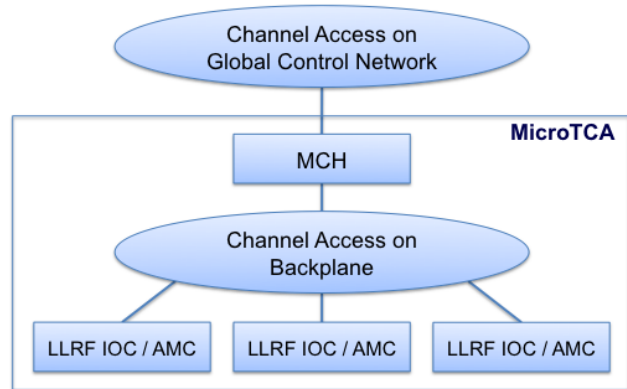 Channel Access on
Global Control Network
MicroTCA
MCH
Channel Access on
Backplane
LLRF IOC / AMC
LLRF IOC / AMC
LLRF IOC / AMC